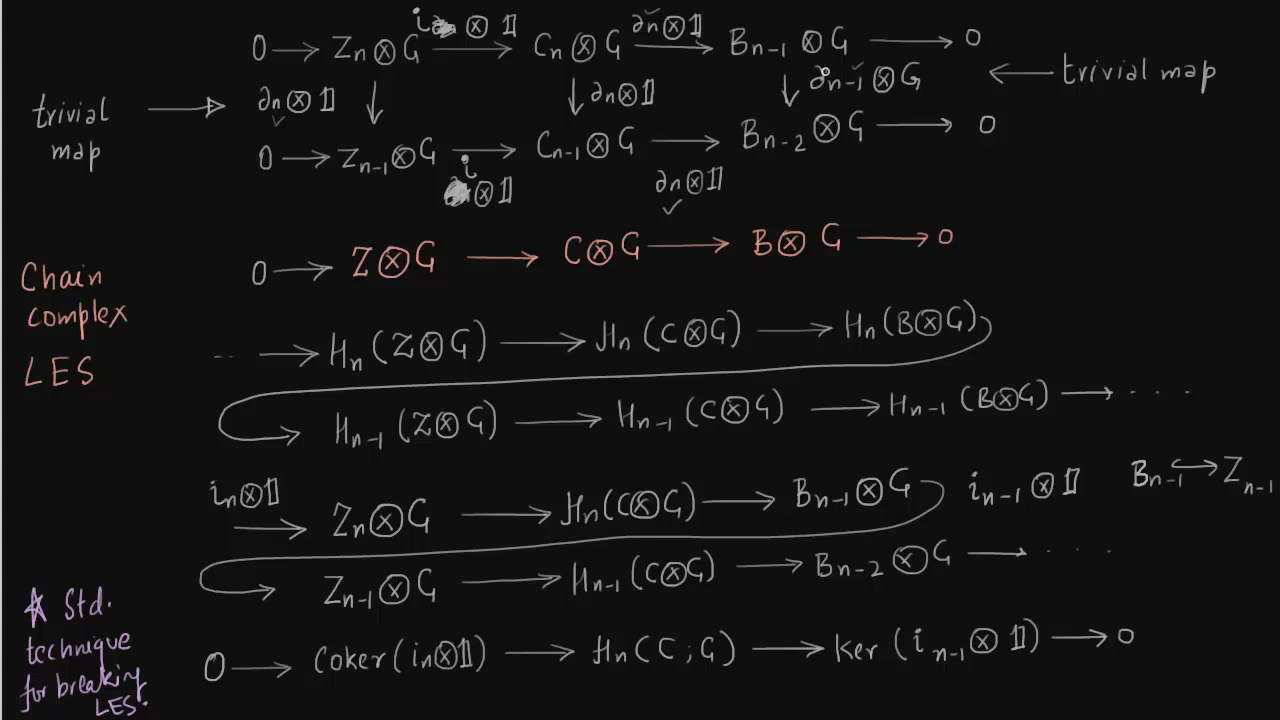 i ⊗ 𝟙 ∂n⊗𝟙
0 → Zn⊗G → Cn⊗G → Bn-1⊗G → 0
trivial map → ∂n⊗𝟙 ↓ ↓ ∂n⊗𝟙 ↓ ∂n-1⊗G ← trivial map
0 → Zn-1⊗G → Cn-1⊗G → Bn-2⊗G → 0
i⊗𝟙 ∂n⊗𝟙
0 → Z⊗G → C⊗G → B⊗G → 0
Chain
complex
LES
-- → Hn(Z⊗G) → Hn(C⊗G) → Hn(B⊗G)
Hn-1(Z⊗G) → Hn-1(C⊗G) → Hn-1(B⊗G) → ....
in⊗𝟙 → Zn⊗G → Hn(C⊗G) → Bn-1⊗G in-1⊗𝟙 Bn-1 ↪ Zn-1
Zn-1⊗G → Hn-1(C⊗G) → Bn-2⊗G → ....
☆ Std.
technique
for breaking
LES.
0 → Coker(in⊗𝟙) → Hn(C;G) → Ker(in-1⊗𝟙) → 0